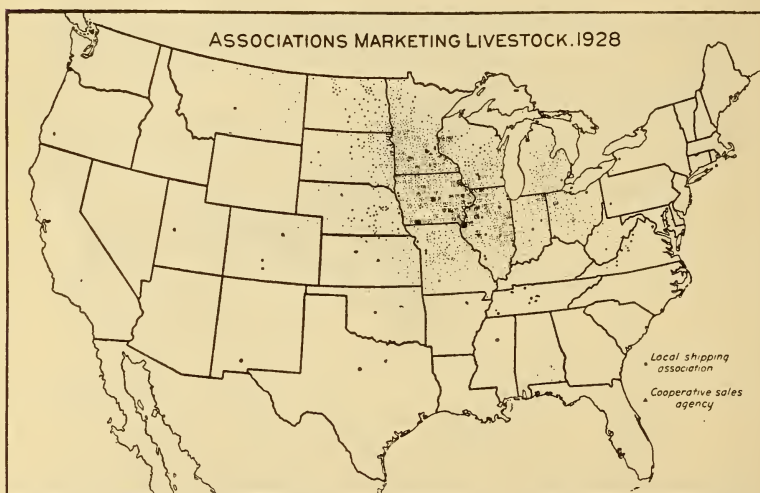 ASSOCIATIONS MARKETING LIVESTOCK.1928
Local shipping
association
Cooperative sales
agency